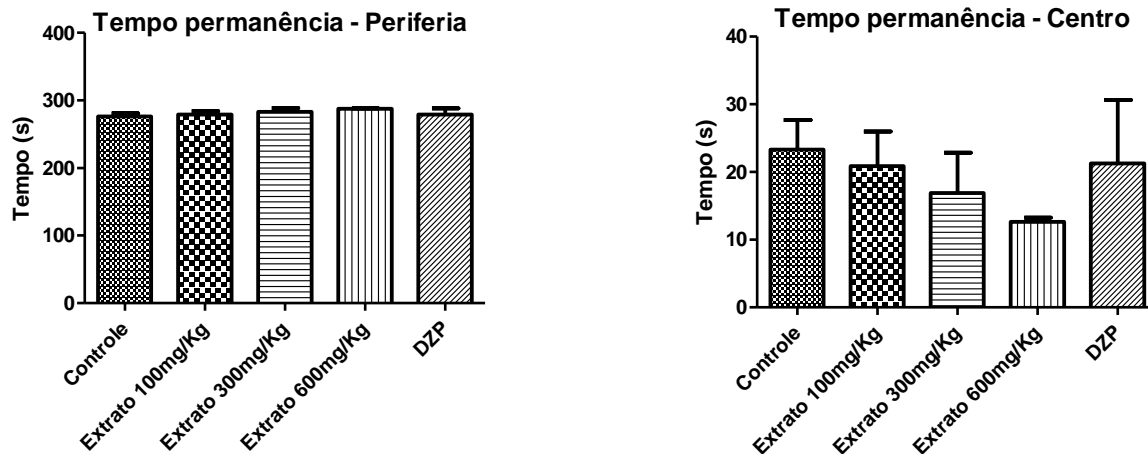 Tempo permanência - Periferia
400
300
200
100
0
Tempo (s)
Controle
Extrato 100mg/Kg
Extrato 300mg/Kg
Extrato 600mg/Kg
DZP
Tempo permanência - Centro
40
30
20
10
0
Tempo (s)
Controle
Extrato 100mg/Kg
Extrato 300mg/Kg
Extrato 600mg/Kg
DZP